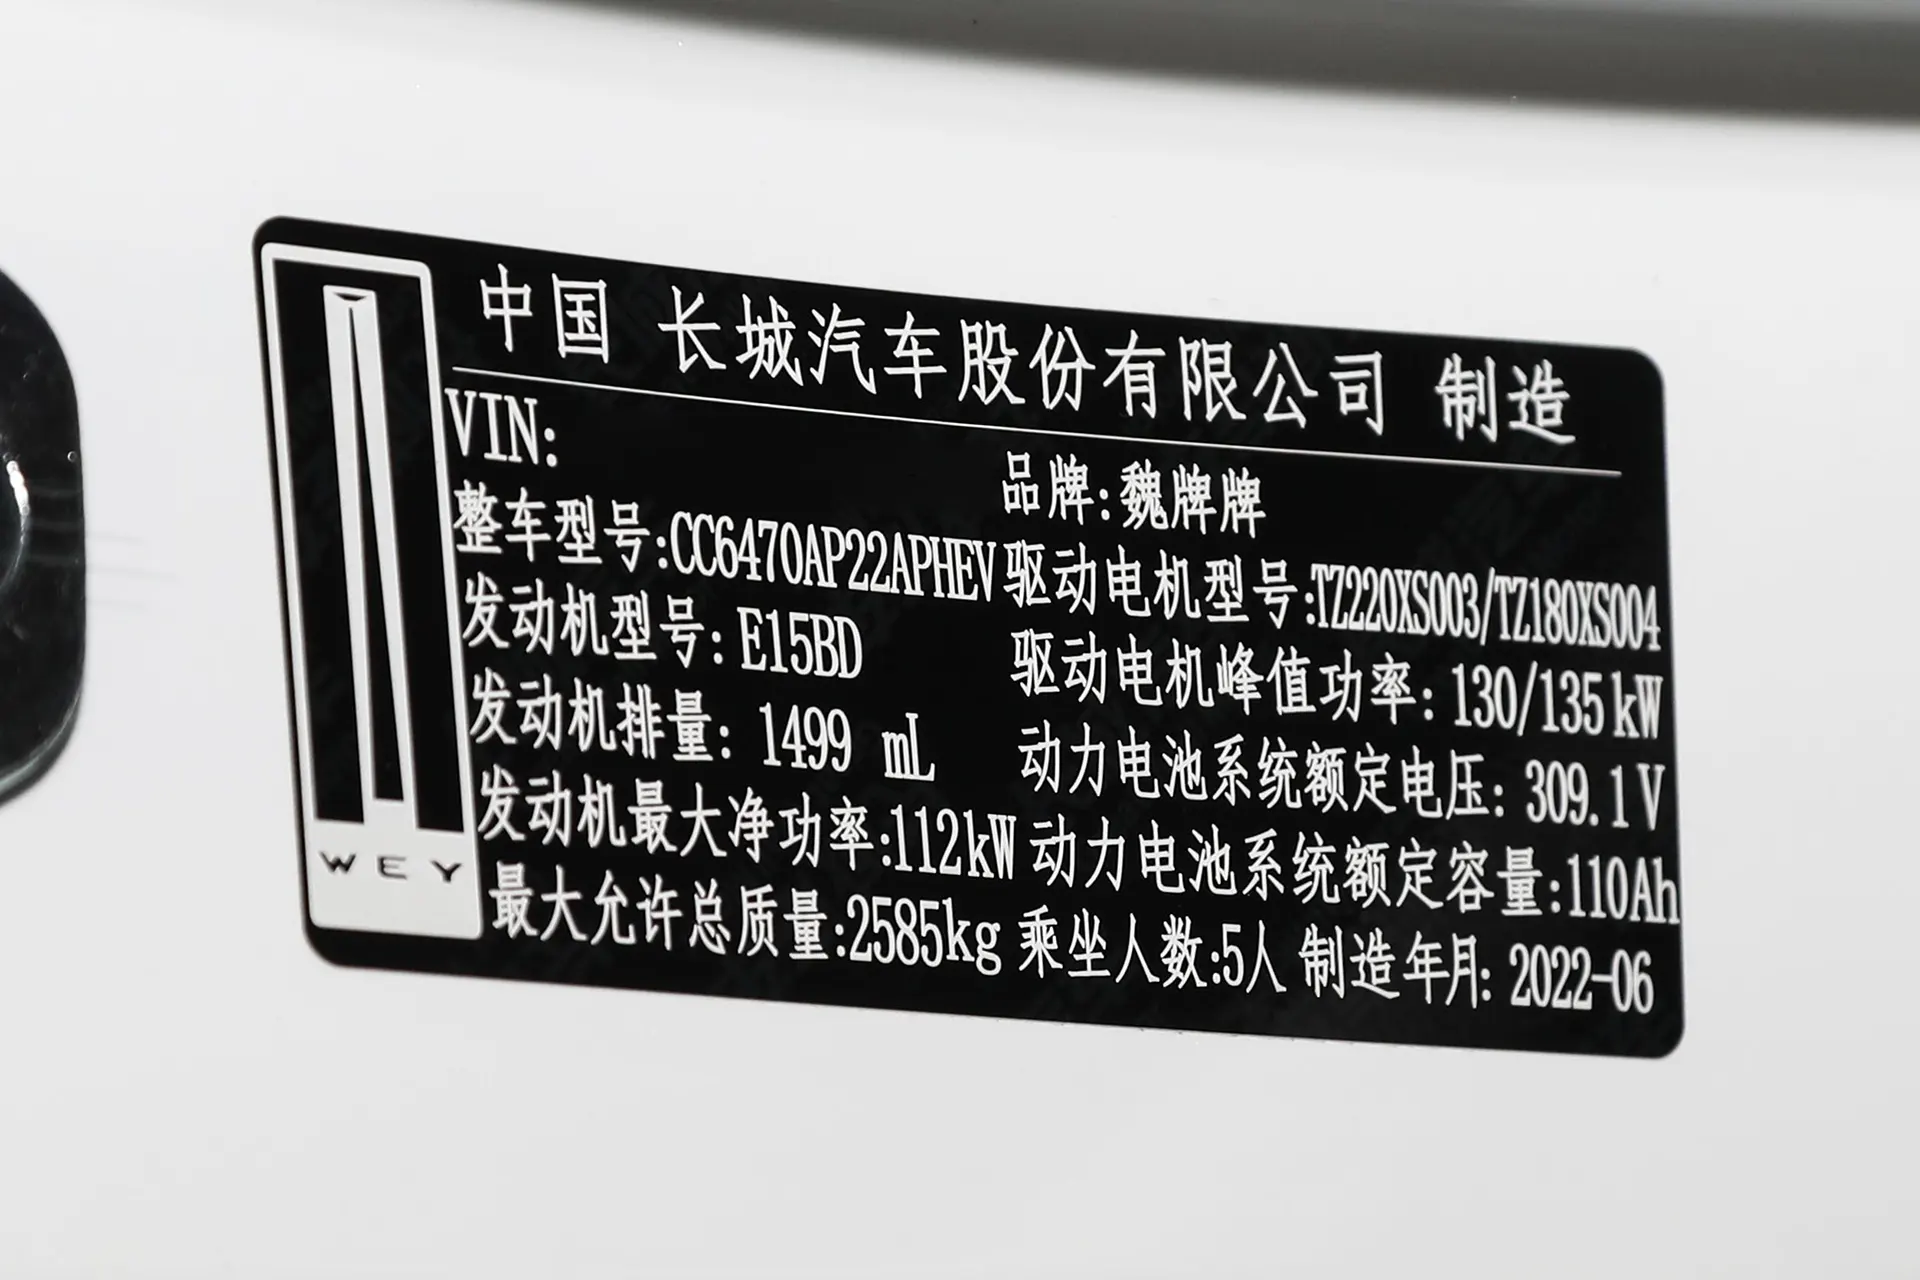 中国 长城汽车股份有限公司 制造
VIN:
品牌:魏牌牌
整车型号:CC6470AP22APHEV 驱动电机型号:TZ220XS003/TZ180XS004
发动机型号: E15BD 驱动电机峰值功率: 130/135 kW
发动机排量: 1499 mL 动力电池系统额定电压: 309.1 V
发动机最大净功率:112kW 动力电池系统额定容量:110Ah
最大允许总质量:2585kg 乘坐人数:5人 制造年月: 2022-06
WEY